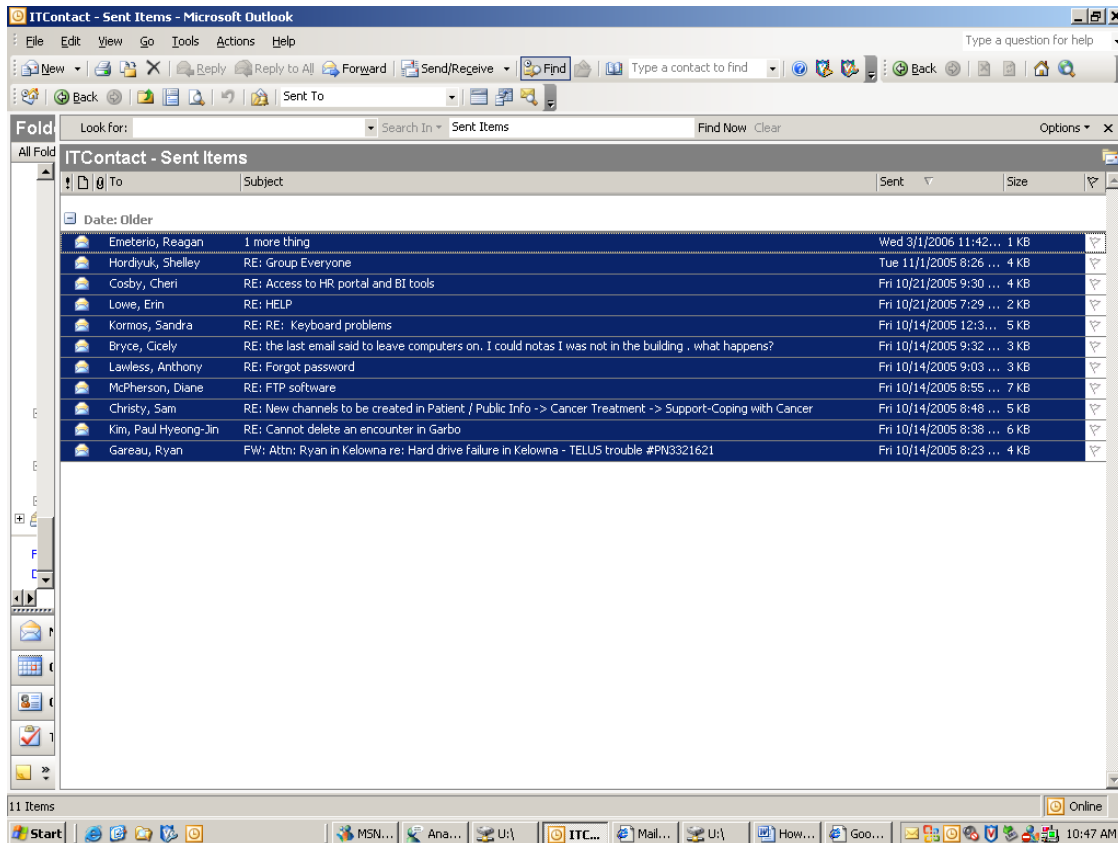 ITContact - Sent Items - Microsoft Outlook
File Edit View Go Tools Actions Help Type a question for help
New Reply Reply to All Forward Send/Receive Find Type a contact to find Back
Back Sent To
Folde Look for: Search In Sent Items Find Now Clear Options x
All Fold ITContact - Sent Items
! To Subject Sent Size
Date: Older
Emeterio, Reagan 1 more thing Wed 3/1/2006 11:42... 1 KB
Hordiyuk, Shelley RE: Group Everyone Tue 11/1/2005 8:26 ... 4 KB
Cosby, Cheri RE: Access to HR portal and BI tools Fri 10/21/2005 9:30 ... 4 KB
Lowe, Erin RE: HELP Fri 10/21/2005 7:29 ... 2 KB
Kormos, Sandra RE: RE: Keyboard problems Fri 10/14/2005 12:3... 5 KB
Bryce, Cicely RE: the last email said to leave computers on. I could notas I was not in the building . what happens? Fri 10/14/2005 9:32 ... 3 KB
Lawless, Anthony RE: Forgot password Fri 10/14/2005 9:03 ... 3 KB
McPherson, Diane RE: FTP software Fri 10/14/2005 8:55 ... 7 KB
Christy, Sam RE: New channels to be created in Patient / Public Info -> Cancer Treatment -> Support-Coping with Cancer Fri 10/14/2005 8:48 ... 5 KB
Kim, Paul Hyeong-Jin RE: Cannot delete an encounter in Garbo Fri 10/14/2005 8:38 ... 6 KB
Gareau, Ryan FW: Attn: Ryan in Kelowna re: Hard drive failure in Kelowna - TELUS trouble #PN3321621 Fri 10/14/2005 8:23 ... 4 KB
11 Items Online
Start MSN... Ana... U:\ ITC... Mail... U:\ How... Goo... 10:47 AM